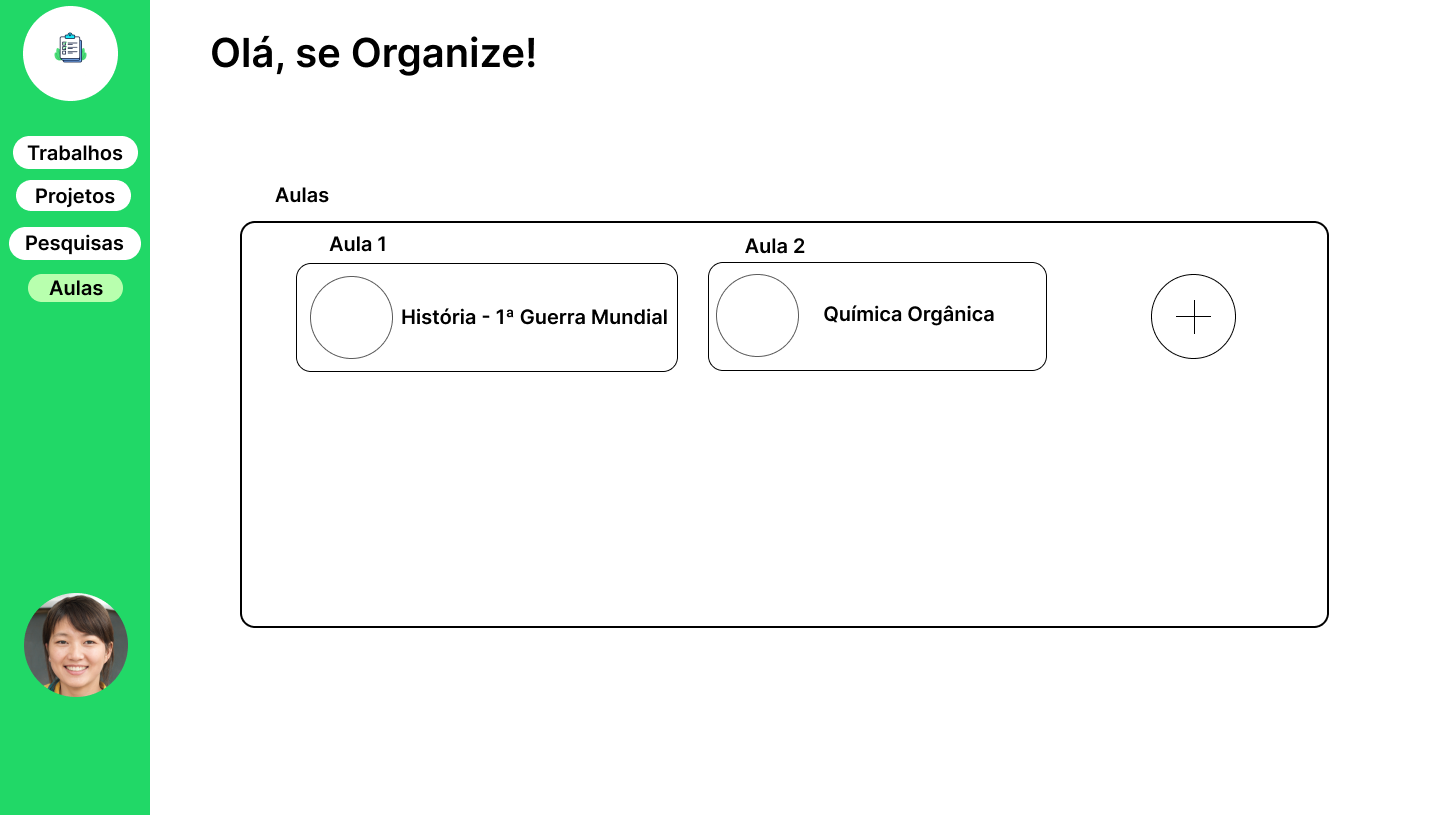 Olá, se Organize!
Trabalhos
Projetos
Pesquisas
Aulas
Aulas
Aula 1
História - 1ª Guerra Mundial
Aula 2
Química Orgânica